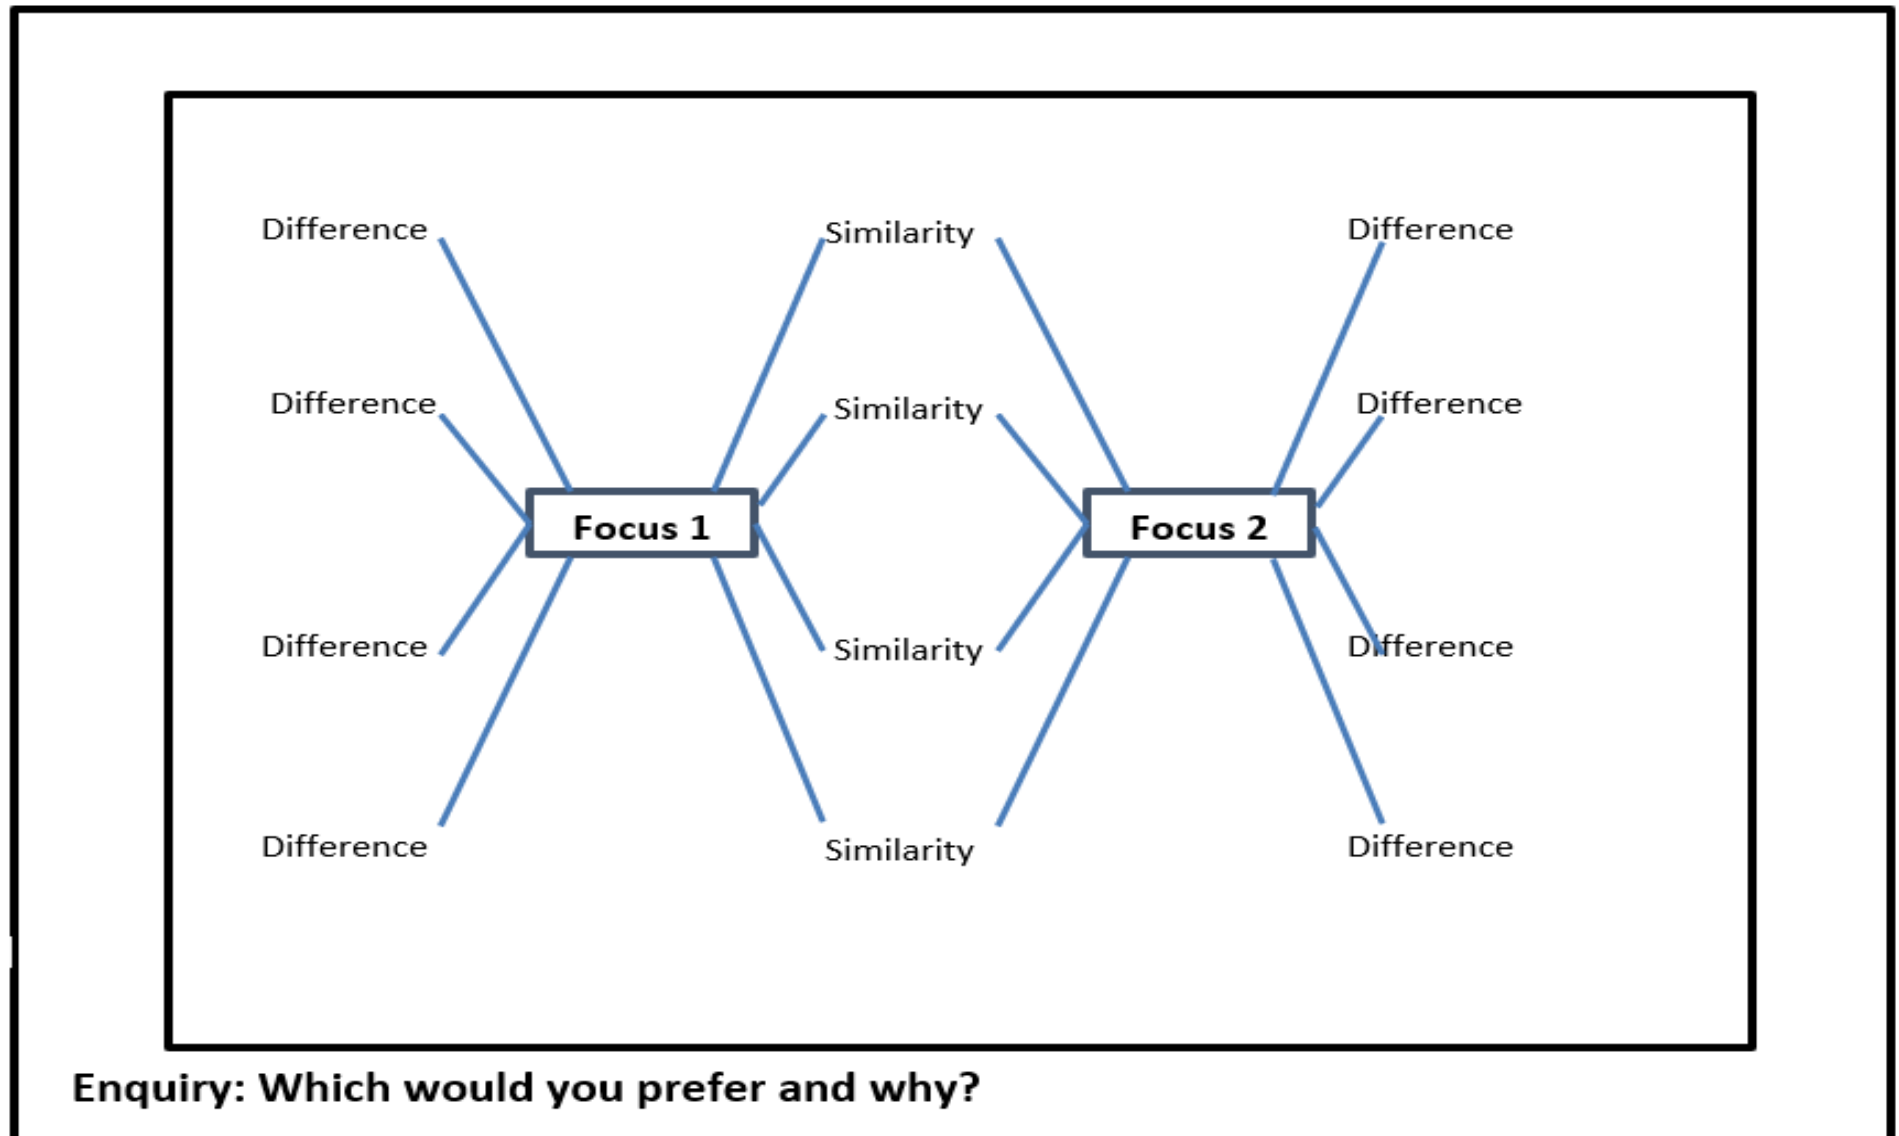 Difference
Similarity
Difference
Difference
Similarity
Difference
Focus 1
Focus 2
Difference
Similarity
Difference
Difference
Similarity
Difference
Enquiry: Which would you prefer and why?